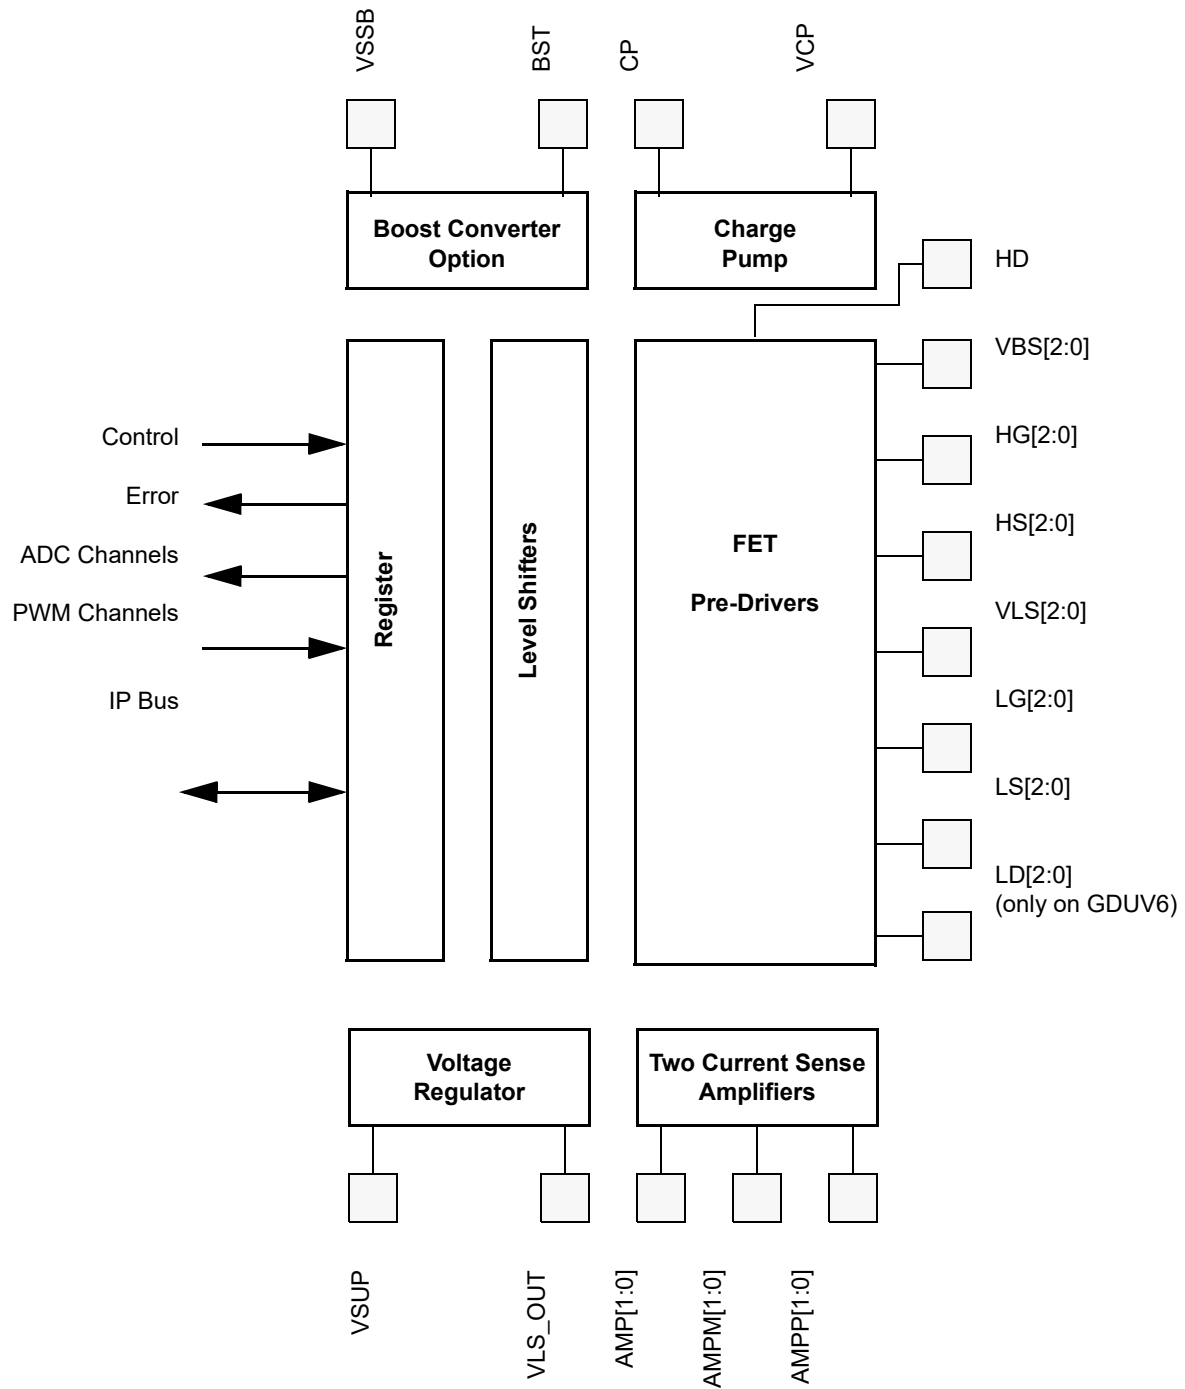 VSSB
BST
CP
VCP
Boost Converter
Option
Charge
Pump
HD
VBS[2:0]
HG[2:0]
HS[2:0]
VLS[2:0]
LG[2:0]
LS[2:0]
LD[2:0]
(only on GDUV6)
Control
Error
ADC Channels
PWM Channels
IP Bus
Register
Level Shifters
FET
Pre-Drivers
Voltage
Regulator
Two Current Sense
Amplifiers
VSUP
VLS_OUT
AMP[1:0]
AMPM[1:0]
AMPP[1:0]